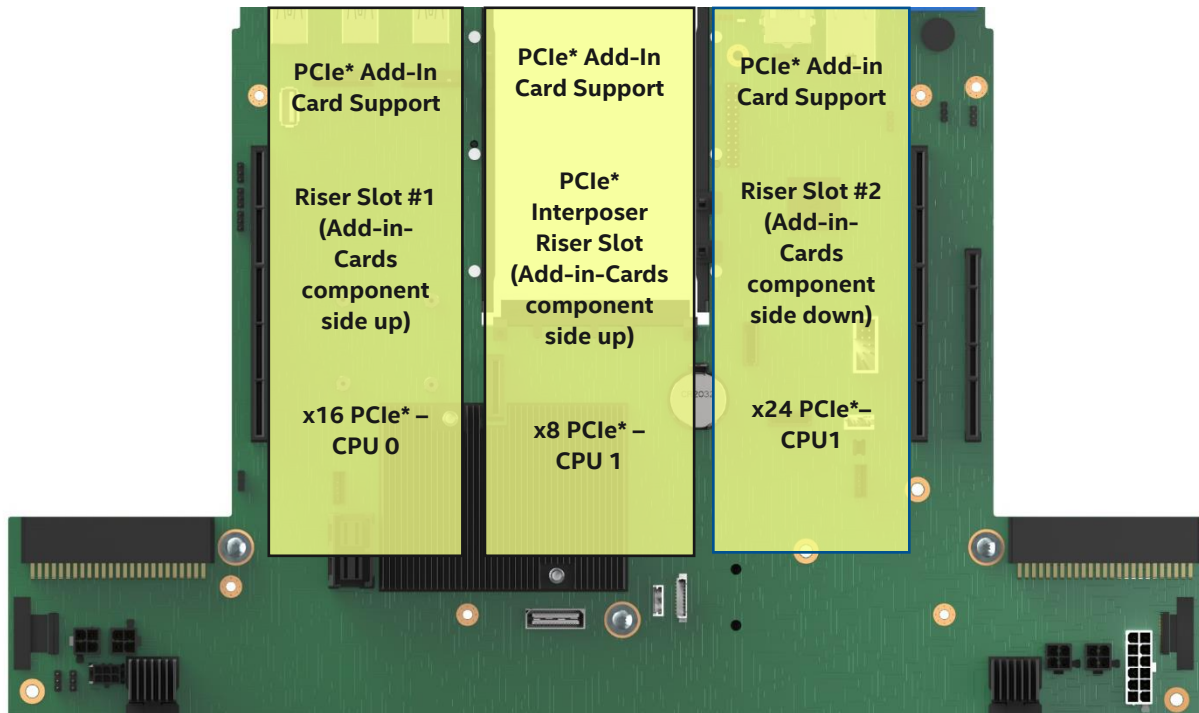 PCIe* Add-In
Card Support
Riser Slot #1
(Add-in-
Cards
component
side up)
x16 PCIe* –
CPU 0
PCIe* Add-In
Card Support
PCIe*
Interposer
Riser Slot
(Add-in-Cards
component
side up)
x8 PCIe* –
CPU 1
PCIe* Add-in
Card Support
Riser Slot #2
(Add-in-
Cards
component
side down)
x24 PCIe*–
CPU1